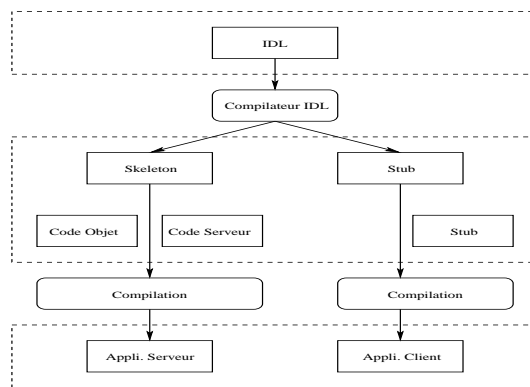 IDL
Compilateur IDL
Skeleton
Stub
Code Objet
Code Serveur
Stub
Compilation
Compilation
Appli. Serveur
Appli. Client